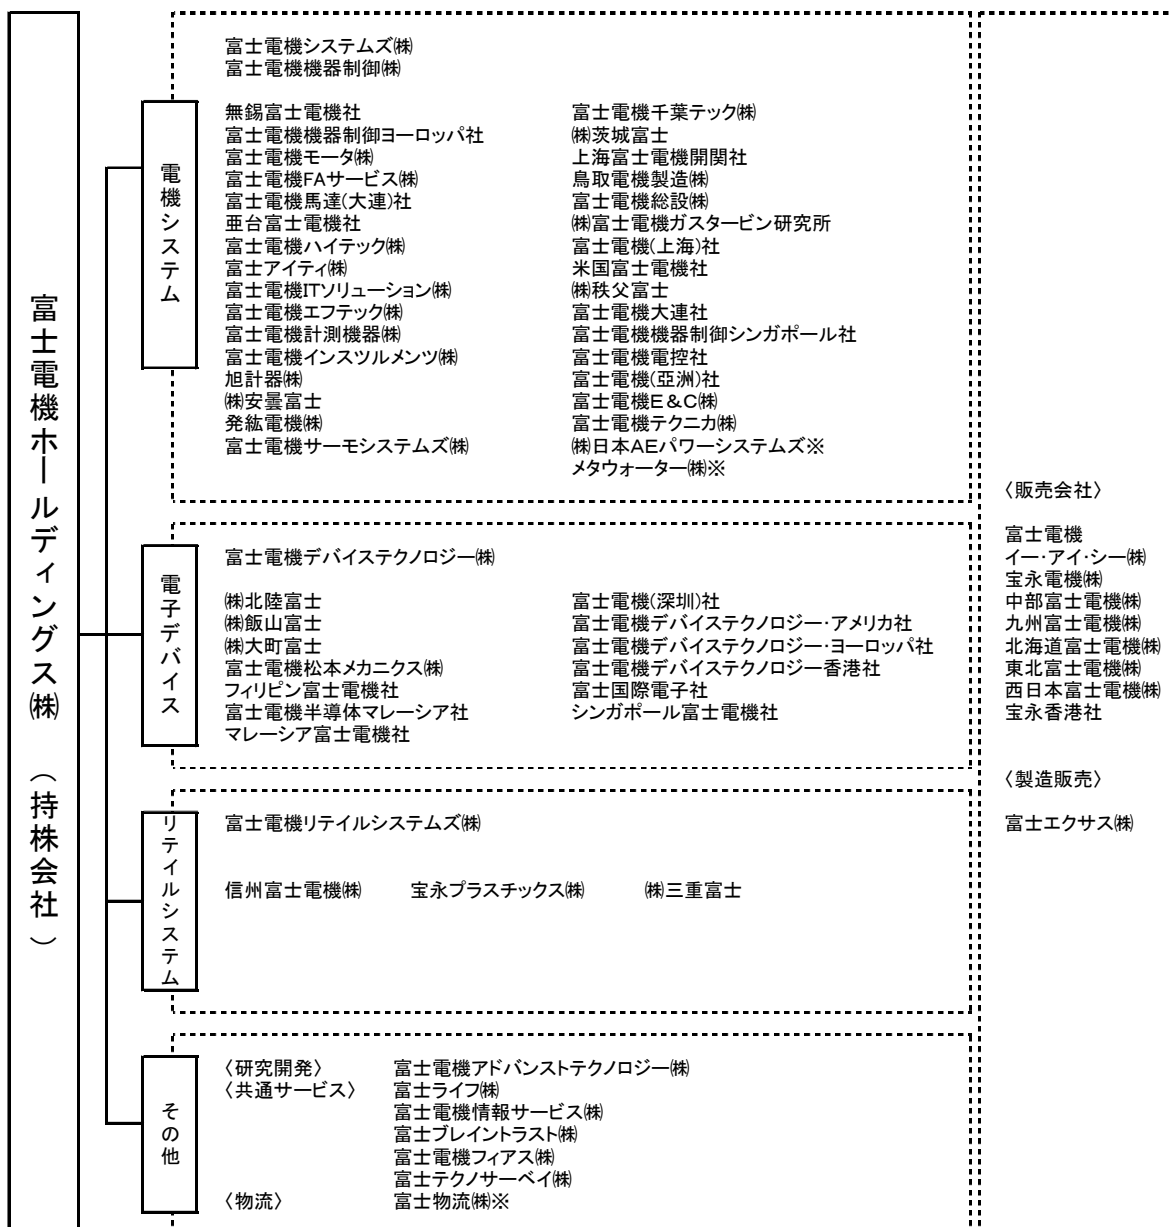 富士電機ホールディングス㈱ （持株会社）
電機システム
富士電機システムズ㈱
富士電機機器制御㈱
無錫富士電機社
富士電機機器制御ヨーロッパ社
富士電機モータ㈱
富士電機FAサービス㈱
富士電機馬達(大連)社
亜台富士電機社
富士電機ハイテック㈱
富士アイティ㈱
富士電機ITソリューション㈱
富士電機エフテック㈱
富士電機計測機器㈱
富士電機インスツルメンツ㈱
旭計器㈱
㈱安曇富士
発紘電機㈱
富士電機サーモシステムズ㈱
富士電機千葉テック㈱
㈱茨城富士
上海富士電機開関社
鳥取電機製造㈱
富士電機総設㈱
㈱富士電機ガスタービン研究所
富士電機(上海)社
米国富士電機社
㈱秩父富士
富士電機大連社
富士電機機器制御シンガポール社
富士電機電控社
富士電機(亞洲)社
富士電機E＆C㈱
富士電機テクニカ㈱
㈱日本AEパワーシステムズ※
メタウォーター㈱※
電子デバイス
富士電機デバイステクノロジー㈱
㈱北陸富士
㈱飯山富士
㈱大町富士
富士電機松本メカニクス㈱
フィリピン富士電機社
富士電機半導体マレーシア社
マレーシア富士電機社
富士電機(深圳)社
富士電機デバイステクノロジー・アメリカ社
富士電機デバイステクノロジー・ヨーロッパ社
富士電機デバイステクノロジー香港社
富士国際電子社
シンガポール富士電機社
リテイルシステム
富士電機リテイルシステムズ㈱
信州富士電機㈱ 宝永プラスチックス㈱ ㈱三重富士
その他
〈研究開発〉 富士電機アドバンストテクノロジー㈱
〈共通サービス〉 富士ライフ㈱
富士電機情報サービス㈱
富士ブレイントラスト㈱
富士電機フィアス㈱
富士テクノサーベイ㈱
〈物流〉 富士物流㈱※
〈販売会社〉
富士電機
イー・アイ・シー㈱
宝永電機㈱
中部富士電機㈱
九州富士電機㈱
北海道富士電機㈱
東北富士電機㈱
西日本富士電機㈱
宝永香港社
〈製造販売〉
富士エクサス㈱